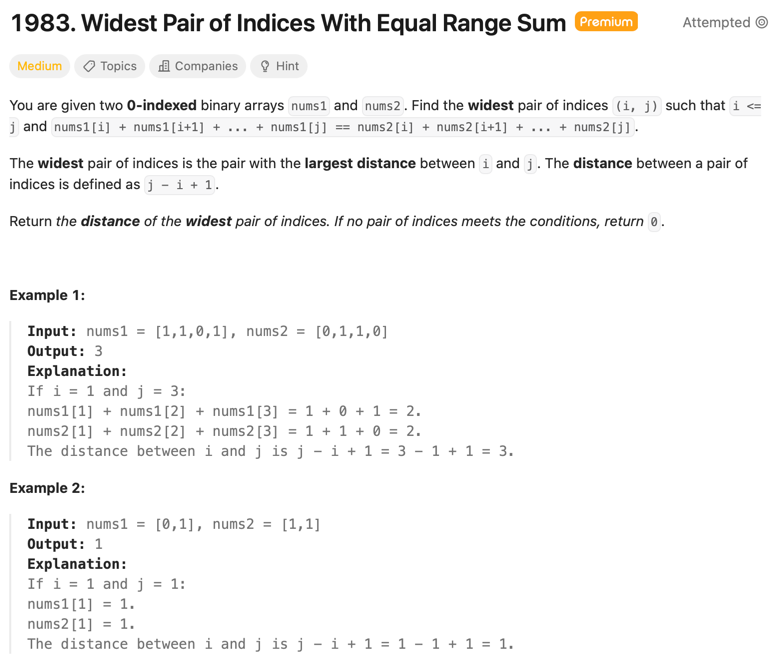 1983. Widest Pair of Indices With Equal Range Sum Premium Attempted
Medium Topics Companies Hint
You are given two 0-indexed binary arrays nums1 and nums2. Find the widest pair of indices (i, j) such that i <=
j and nums1[i] + nums1[i+1] + ... + nums1[j] == nums2[i] + nums2[i+1] + ... + nums2[j].
The widest pair of indices is the pair with the largest distance between i and j. The distance between a pair of
indices is defined as j - i + 1.
Return the distance of the widest pair of indices. If no pair of indices meets the conditions, return 0.
Example 1:
Input: nums1 = [1,1,0,1], nums2 = [0,1,1,0]
Output: 3
Explanation:
If i = 1 and j = 3:
nums1[1] + nums1[2] + nums1[3] = 1 + 0 + 1 = 2.
nums2[1] + nums2[2] + nums2[3] = 1 + 1 + 0 = 2.
The distance between i and j is j - i + 1 = 3 - 1 + 1 = 3.
Example 2:
Input: nums1 = [0,1], nums2 = [1,1]
Output: 1
Explanation:
If i = 1 and j = 1:
nums1[1] = 1.
nums2[1] = 1.
The distance between i and j is j - i + 1 = 1 - 1 + 1 = 1.